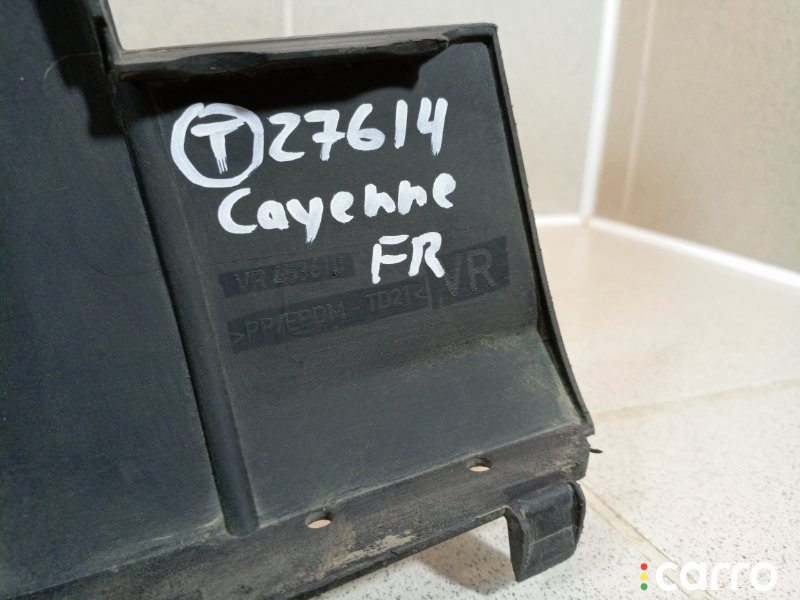 T 27614
Cayenne
FR
VR
VR
>PP/EPDM - TD21<
carro